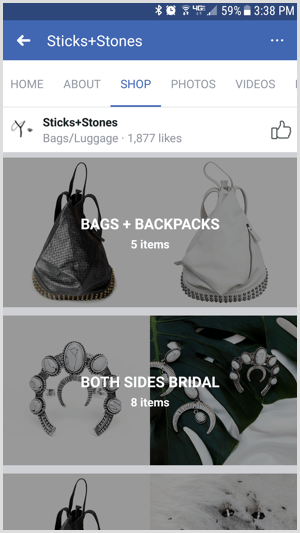 4G 59% 3:38 PM
Sticks+Stones
HOME ABOUT SHOP PHOTOS VIDEOS
Sticks+Stones
Bags/Luggage · 1,877 likes
BAGS + BACKPACKS
5 items
BOTH SIDES BRIDAL
8 items